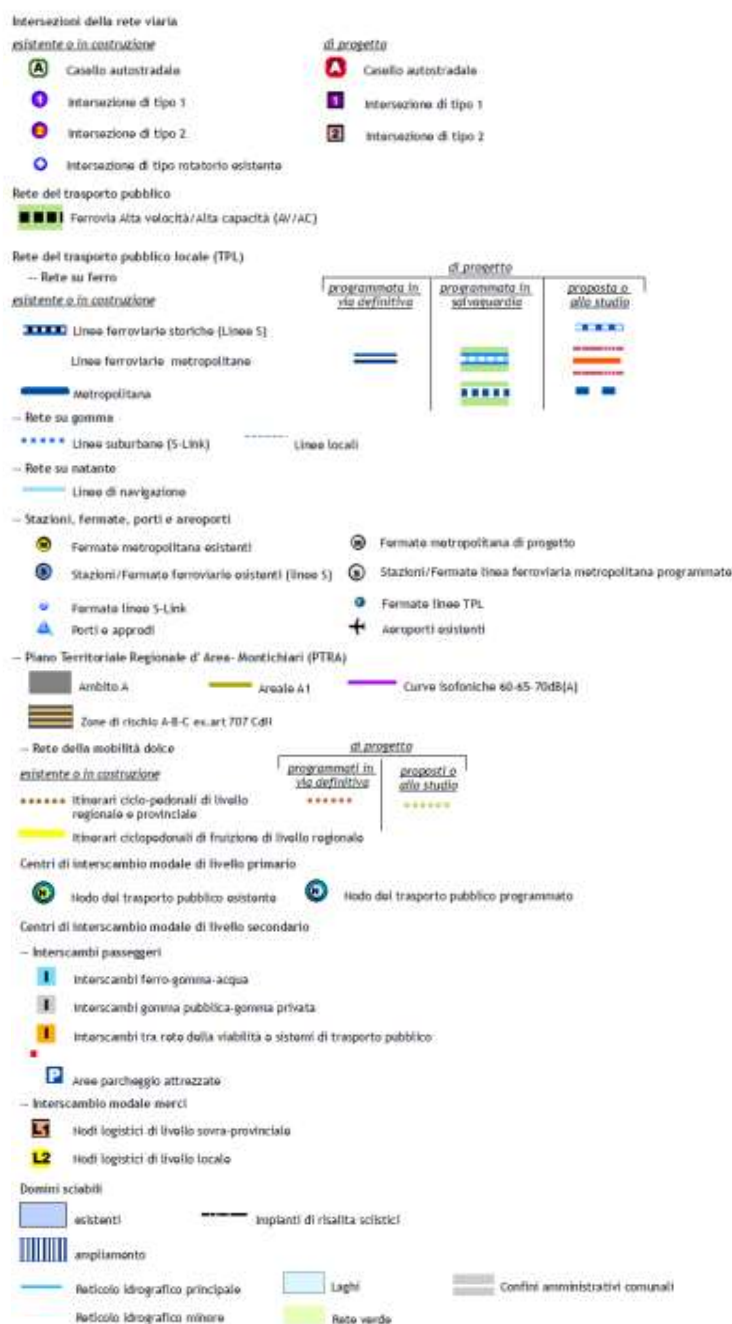 Intersezioni della rete viaria
esistente o in costruzione
di progetto
A Casello autostradale
A Casello autostradale
1 Intersezione di tipo 1
1 Intersezione di tipo 1
2 Intersezione di tipo 2
2 Intersezione di tipo 2
Intersezione di tipo rotatorio esistente
Rete del trasporto pubblico
Ferrovia Alta velocità/Alta capacità (AV/AC)
Rete del trasporto pubblico locale (TPL)
di progetto
-- Rete su ferro
esistente o in costruzione
programmata in via definitiva
programmata in salvaguardia
proposta o allo studio
Linee ferroviarie storiche (Linee S)
Linee ferroviarie metropolitane
Metropolitana
-- Rete su gomma
Linee suburbane (S-Link)
Linee locali
-- Rete su natante
Linee di navigazione
-- Stazioni, fermate, porti e areoporti
M Fermate metropolitana esistenti
M Fermate metropolitana di progetto
S Stazioni/Fermate ferroviarie esistenti (linee S)
S Stazioni/Fermate linea ferroviaria metropolitana programmate
Fermate linee S-Link
Fermate linee TPL
Porti e approdi
Aeroporti esistenti
-- Piano Territoriale Regionale d' Area- Montichiari (PTRA)
Ambito A
Areale A1
Curve isofoniche 60-65-70dB(A)
Zone di rischio A-B-C ex.art 707 CdN
-- Rete della mobilità dolce
di progetto
esistente o in costruzione
programmati in via definitiva
proposti o allo studio
Itinerari ciclo-pedonali di livello
regionale e provinciale
Itinerari ciclopedonali di fruizione di livello regionale
Centri di interscambio modale di livello primario
N Nodo del trasporto pubblico esistente
N Nodo del trasporto pubblico programmato
Centri di interscambio modale di livello secondario
-- Interscambi passeggeri
I Interscambi ferro-gomma-acqua
I Interscambi gomma pubblica-gomma privata
I Interscambi tra rete della viabilità e sistemi di trasporto pubblico
P Aree parcheggio attrezzate
-- Interscambio modale merci
L1 Nodi logistici di livello sovra-provinciale
L2 Nodi logistici di livello locale
Domini sciabili
esistenti
Impianti di risalita sciistici
ampliamento
Reticolo idrografico principale
Laghi
Confini amministrativi comunali
Reticolo idrografico minore
Rete verde